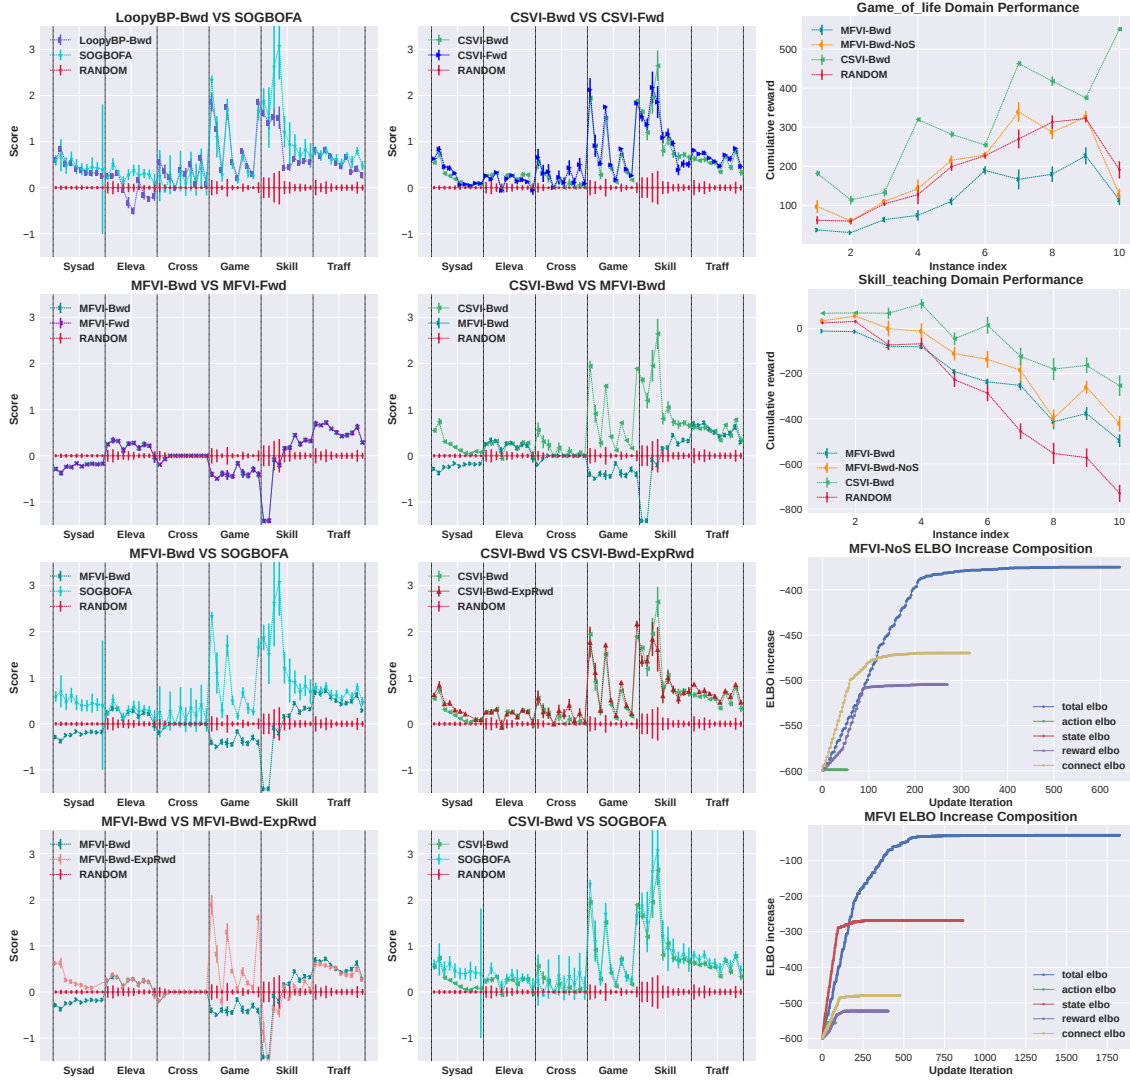 LoopyBP-Bwd VS SOGBOFA
LoopyBP-Bwd
SOGBOFA
RANDOM
Score
3
2
1
0
−1
Sysad Eleva Cross Game Skill Traff
CSVI-Bwd VS CSVI-Fwd
CSVI-Bwd
CSVI-Fwd
RANDOM
Score
3
2
1
0
−1
Sysad Eleva Cross Game Skill Traff
Game_of_life Domain Performance
MFVI-Bwd
MFVI-Bwd-NoS
CSVI-Bwd
RANDOM
Cumulative reward
500
400
300
200
100
2 4 6 8 10
Instance index
MFVI-Bwd VS MFVI-Fwd
MFVI-Bwd
MFVI-Fwd
RANDOM
Score
3
2
1
0
−1
Sysad Eleva Cross Game Skill Traff
CSVI-Bwd VS MFVI-Bwd
CSVI-Bwd
MFVI-Bwd
RANDOM
Score
3
2
1
0
−1
Sysad Eleva Cross Game Skill Traff
Skill_teaching Domain Performance
Cumulative reward
0
−200
−400
−600
−800
MFVI-Bwd
MFVI-Bwd-NoS
CSVI-Bwd
RANDOM
2 4 6 8 10
Instance index
MFVI-Bwd VS SOGBOFA
MFVI-Bwd
SOGBOFA
RANDOM
Score
3
2
1
0
−1
Sysad Eleva Cross Game Skill Traff
CSVI-Bwd VS CSVI-Bwd-ExpRwd
CSVI-Bwd
CSVI-Bwd-ExpRwd
RANDOM
Score
3
2
1
0
−1
Sysad Eleva Cross Game Skill Traff
MFVI-NoS ELBO Increase Composition
ELBO increase
−400
−450
−500
−550
−600
total elbo
action elbo
state elbo
reward elbo
connect elbo
0 100 200 300 400 500 600
Update Iteration
MFVI-Bwd VS MFVI-Bwd-ExpRwd
MFVI-Bwd
MFVI-Bwd-ExpRwd
RANDOM
Score
3
2
1
0
−1
Sysad Eleva Cross Game Skill Traff
CSVI-Bwd VS SOGBOFA
CSVI-Bwd
SOGBOFA
RANDOM
Score
3
2
1
0
−1
Sysad Eleva Cross Game Skill Traff
MFVI ELBO Increase Composition
ELBO increase
−100
−200
−300
−400
−500
−600
total elbo
action elbo
state elbo
reward elbo
connect elbo
0 250 500 750 1000 1250 1500 1750
Update Iteration